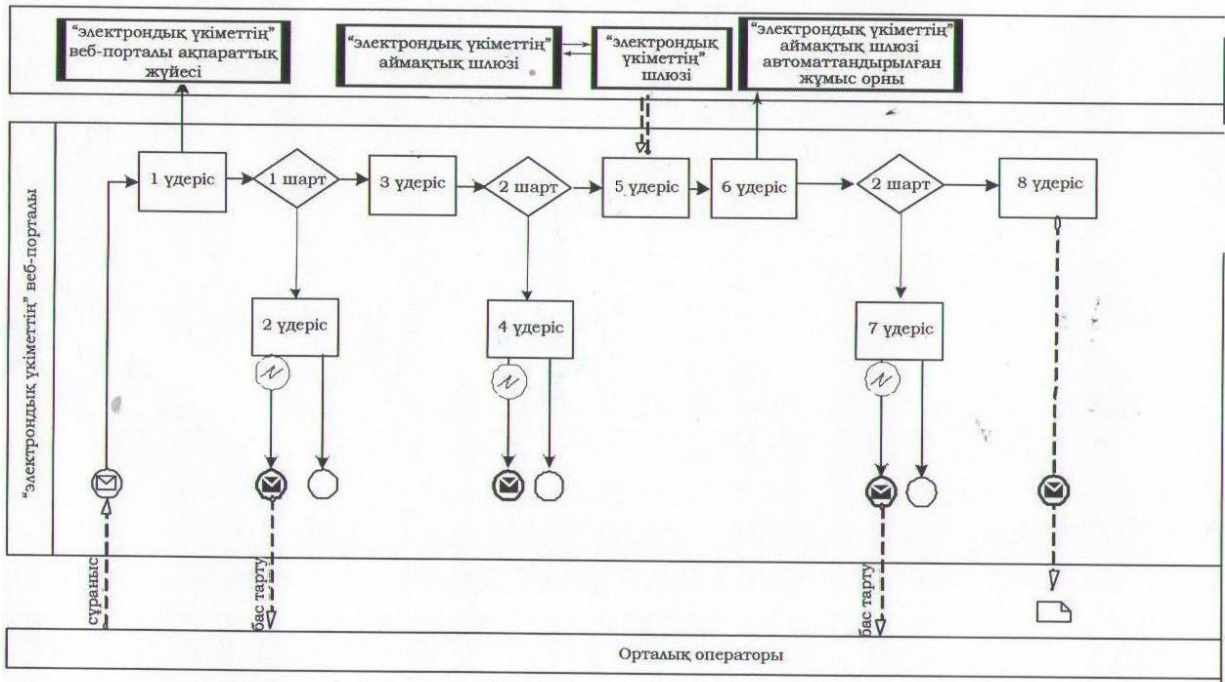 “электрондық үкіметтің”
веб-порталы ақпараттық
жүйесі
“электрондық үкіметтің”
аймақтық шлюзі
“электрондық
үкіметтің”
шлюзі
“электрондық үкіметтің”
аймақтық шлюзі
автоматтандырылған
жұмыс орны
“электрондық үкіметтің” веб-порталы
1 үдеріс
1 шарт
3 үдеріс
2 шарт
5 үдеріс
6 үдеріс
2 шарт
8 үдеріс
2 үдеріс
4 үдеріс
7 үдеріс
сұраныс
бас тарту
бас тарту
Орталық операторы